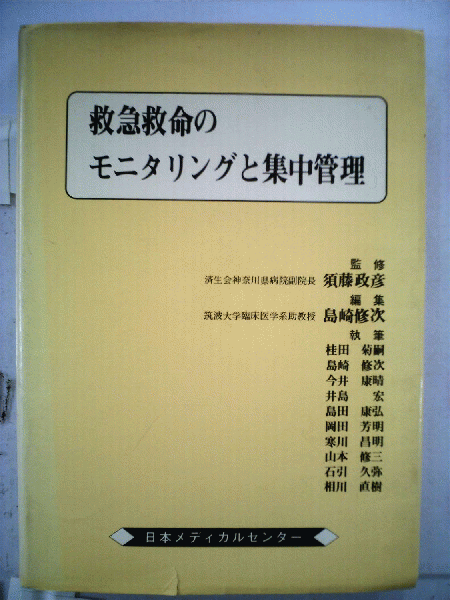 救急救命の
モニタリングと集中管理
監修
済生会神奈川県病院副院長 須藤政彦
編集
筑波大学臨床医学系助教授 島崎修次
執筆
桂田 菊嗣
島崎 修次
今井 康晴
井島 宏
島田 康弘
岡田 芳明
寒川 昌明
山本 修三
石引 久弥
相川 直樹
日本メディカルセンター